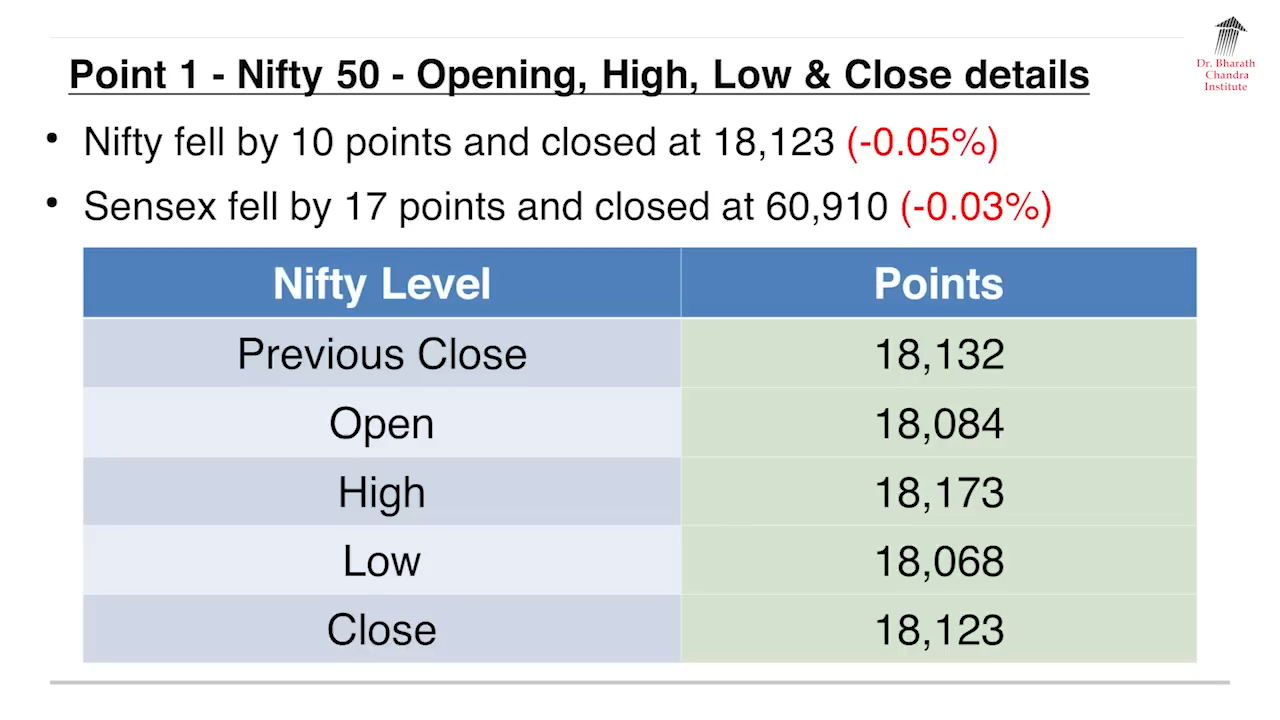 Point 1 - Nifty 50 - Opening, High, Low & Close details
Dr. Bharath
Chandra
Institute
• Nifty fell by 10 points and closed at 18,123 (-0.05%)
• Sensex fell by 17 points and closed at 60,910 (-0.03%)
Nifty Level Points
Previous Close 18,132
Open 18,084
High 18,173
Low 18,068
Close 18,123